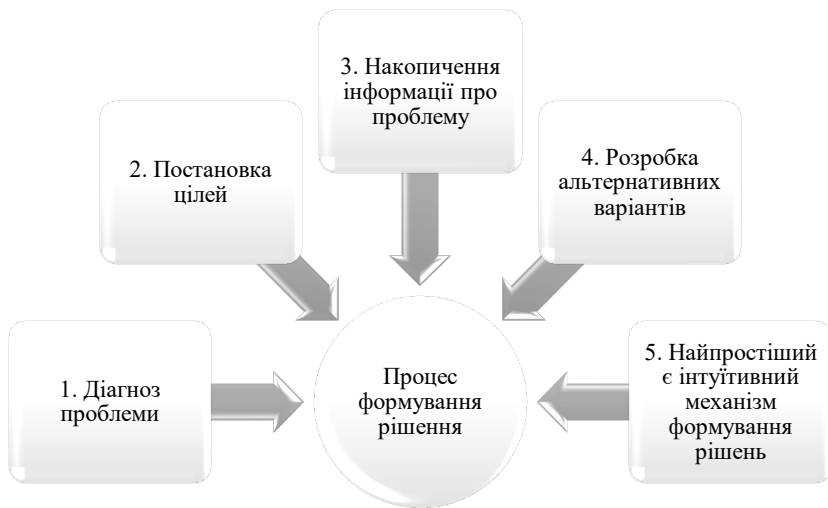 1. Діагноз
проблеми
2. Постановка
цілей
3. Накопичення
інформації про
проблему
4. Розробка
альтернативних
варіантів
5. Найпростіший
є інтуїтивний
механізм
формування
рішень
Процес
формування
рішення